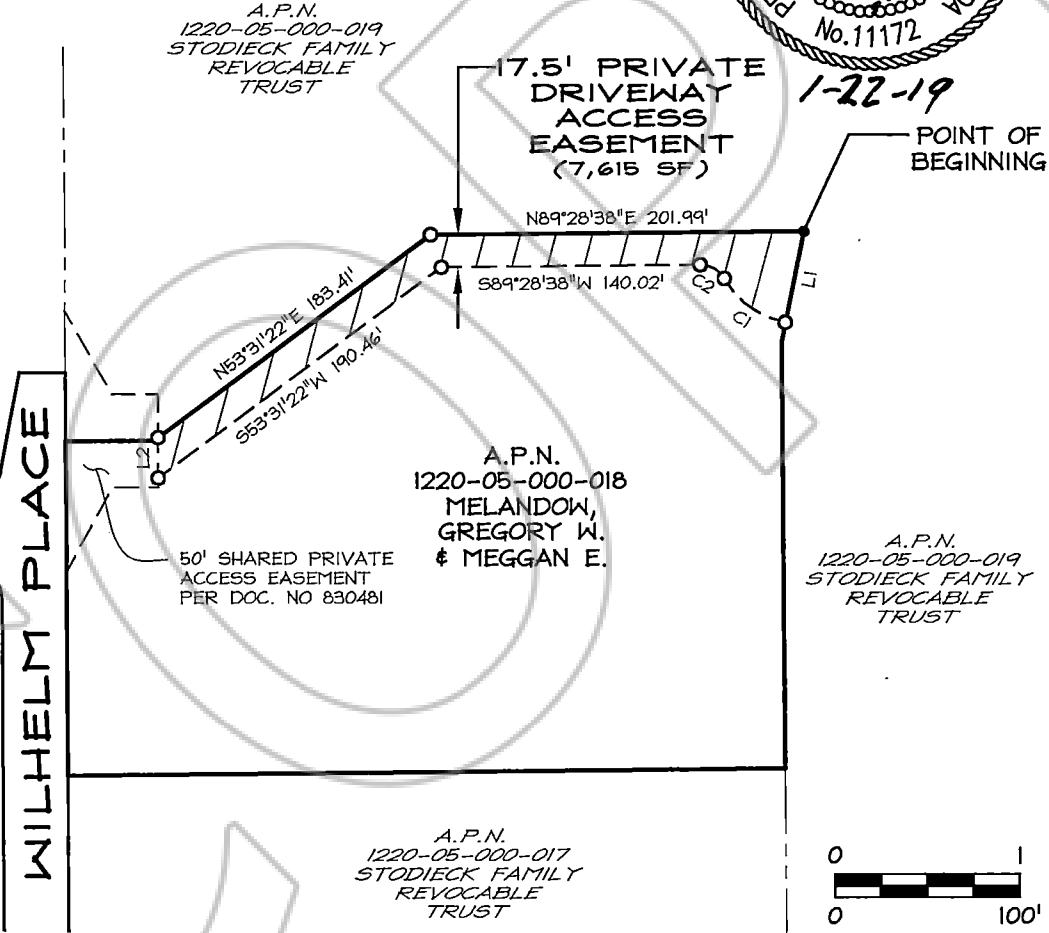 A.P.N.
1220-05-000-019
STODIECK FAMILY
REVOCABLE
TRUST
No.11172
1-22-19
17.5' PRIVATE
DRIVEWAY
ACCESS
EASEMENT
(7,615 SF)
POINT OF
BEGINNING
N89°28'38"E 201.99'
S89°28'38"W 140.02'
C2
C1
L1
N53°31'22"E 183.41'
S53°31'22"W 190.46'
L2
WILHELM PLACE
A.P.N.
1220-05-000-018
MELANDOW,
GREGORY W.
& MEGGAN E.
50' SHARED PRIVATE
ACCESS EASEMENT
PER DOC. NO 830481
A.P.N.
1220-05-000-019
STODIECK FAMILY
REVOCABLE
TRUST
A.P.N.
1220-05-000-017
STODIECK FAMILY
REVOCABLE
TRUST
0 1
0 100'